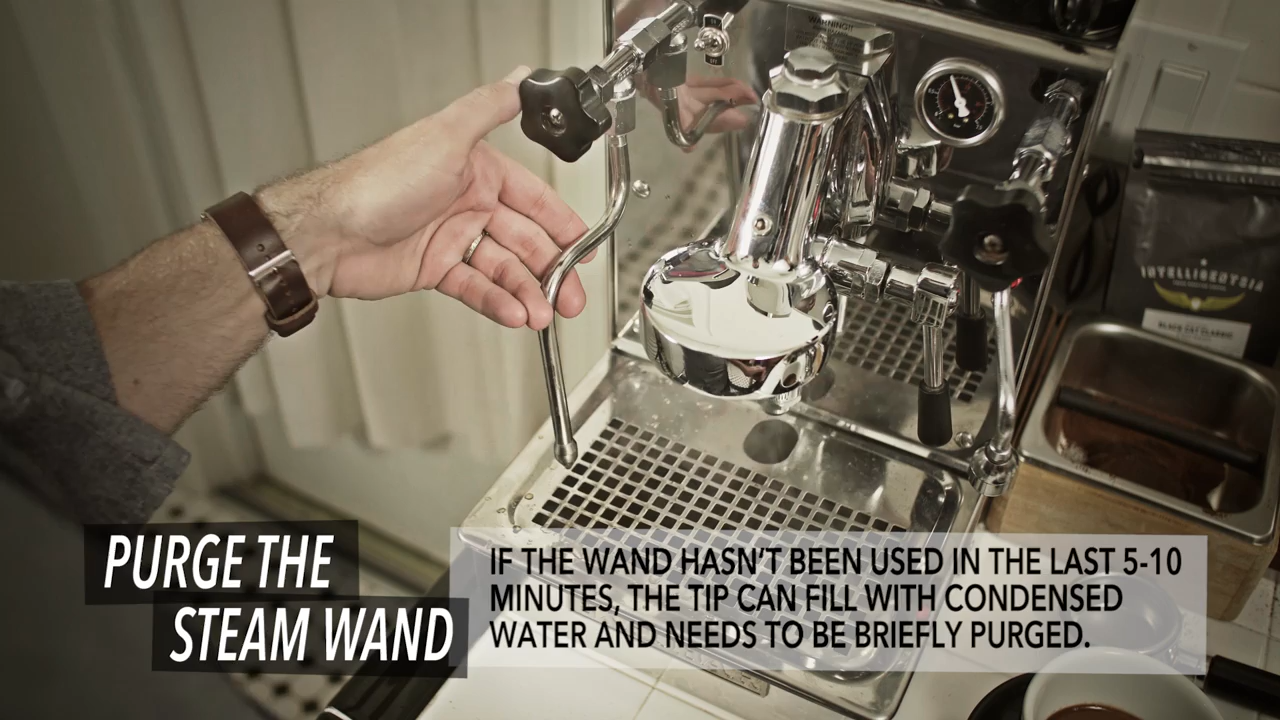 WARNING!!
INTELLIGENTSIA
BLACK CAT CLASSIC
PURGE THE
STEAM WAND
IF THE WAND HASN'T BEEN USED IN THE LAST 5-10
MINUTES, THE TIP CAN FILL WITH CONDENSED
WATER AND NEEDS TO BE BRIEFLY PURGED.